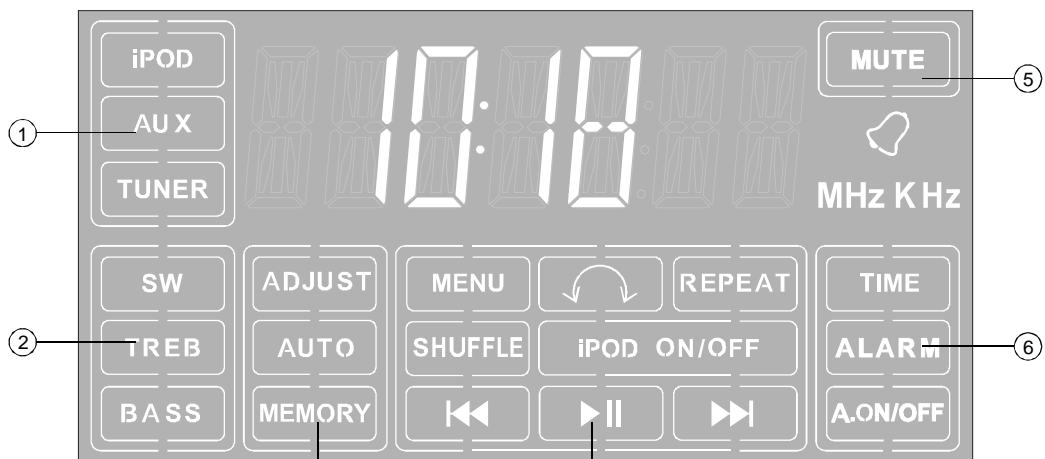 iPOD
AUX
TUNER
10:18
MUTE
MHz KHz
1
5
SW
TREB
BASS
ADJUST
AUTO
MEMORY
MENU
REPEAT
SHUFFLE
iPOD ON/OFF
TIME
ALARM
A.ON/OFF
2
6